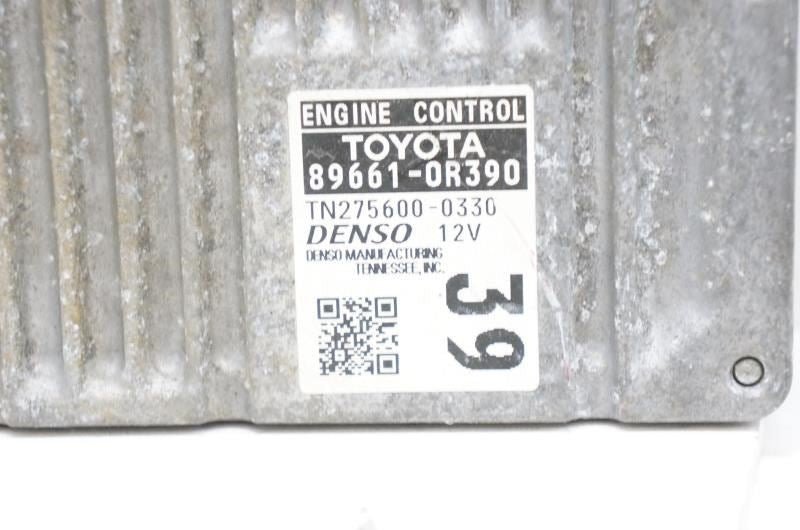 ENGINE CONTROL
TOYOTA
89661-0R390
TN275600-0330
DENSO 12V
DENSO MANUFACTURING
TENNESSEE, INC.
39